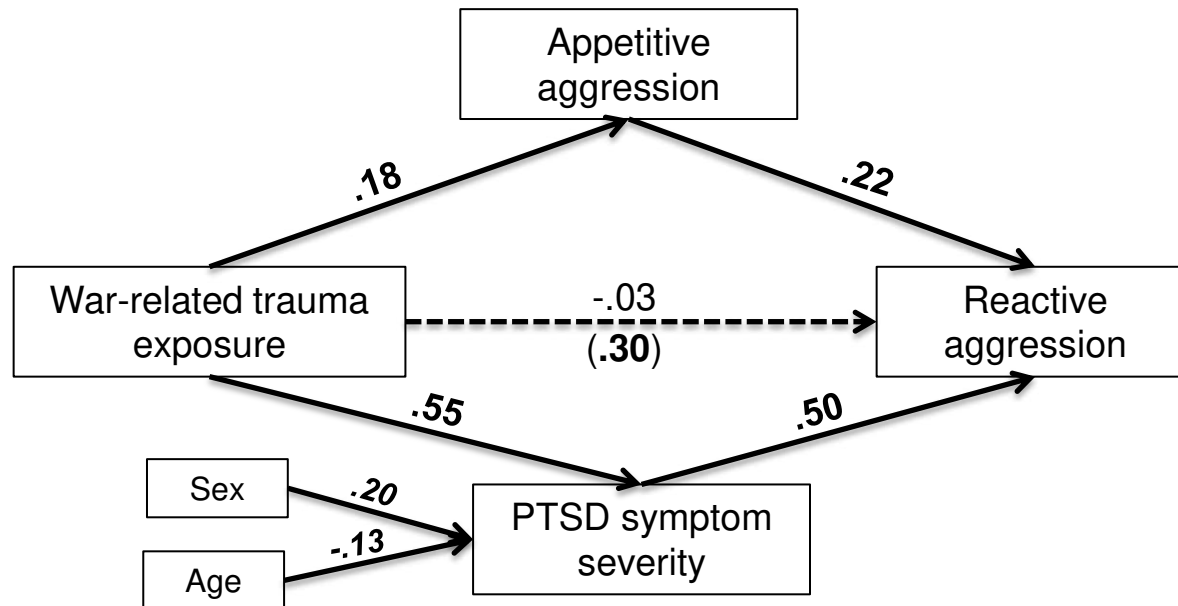 Appetitive
aggression
.18
.22
War-related trauma
exposure
-.03
(.30)
Reactive
aggression
.55
.50
Sex
.20
PTSD symptom
severity
-.13
Age